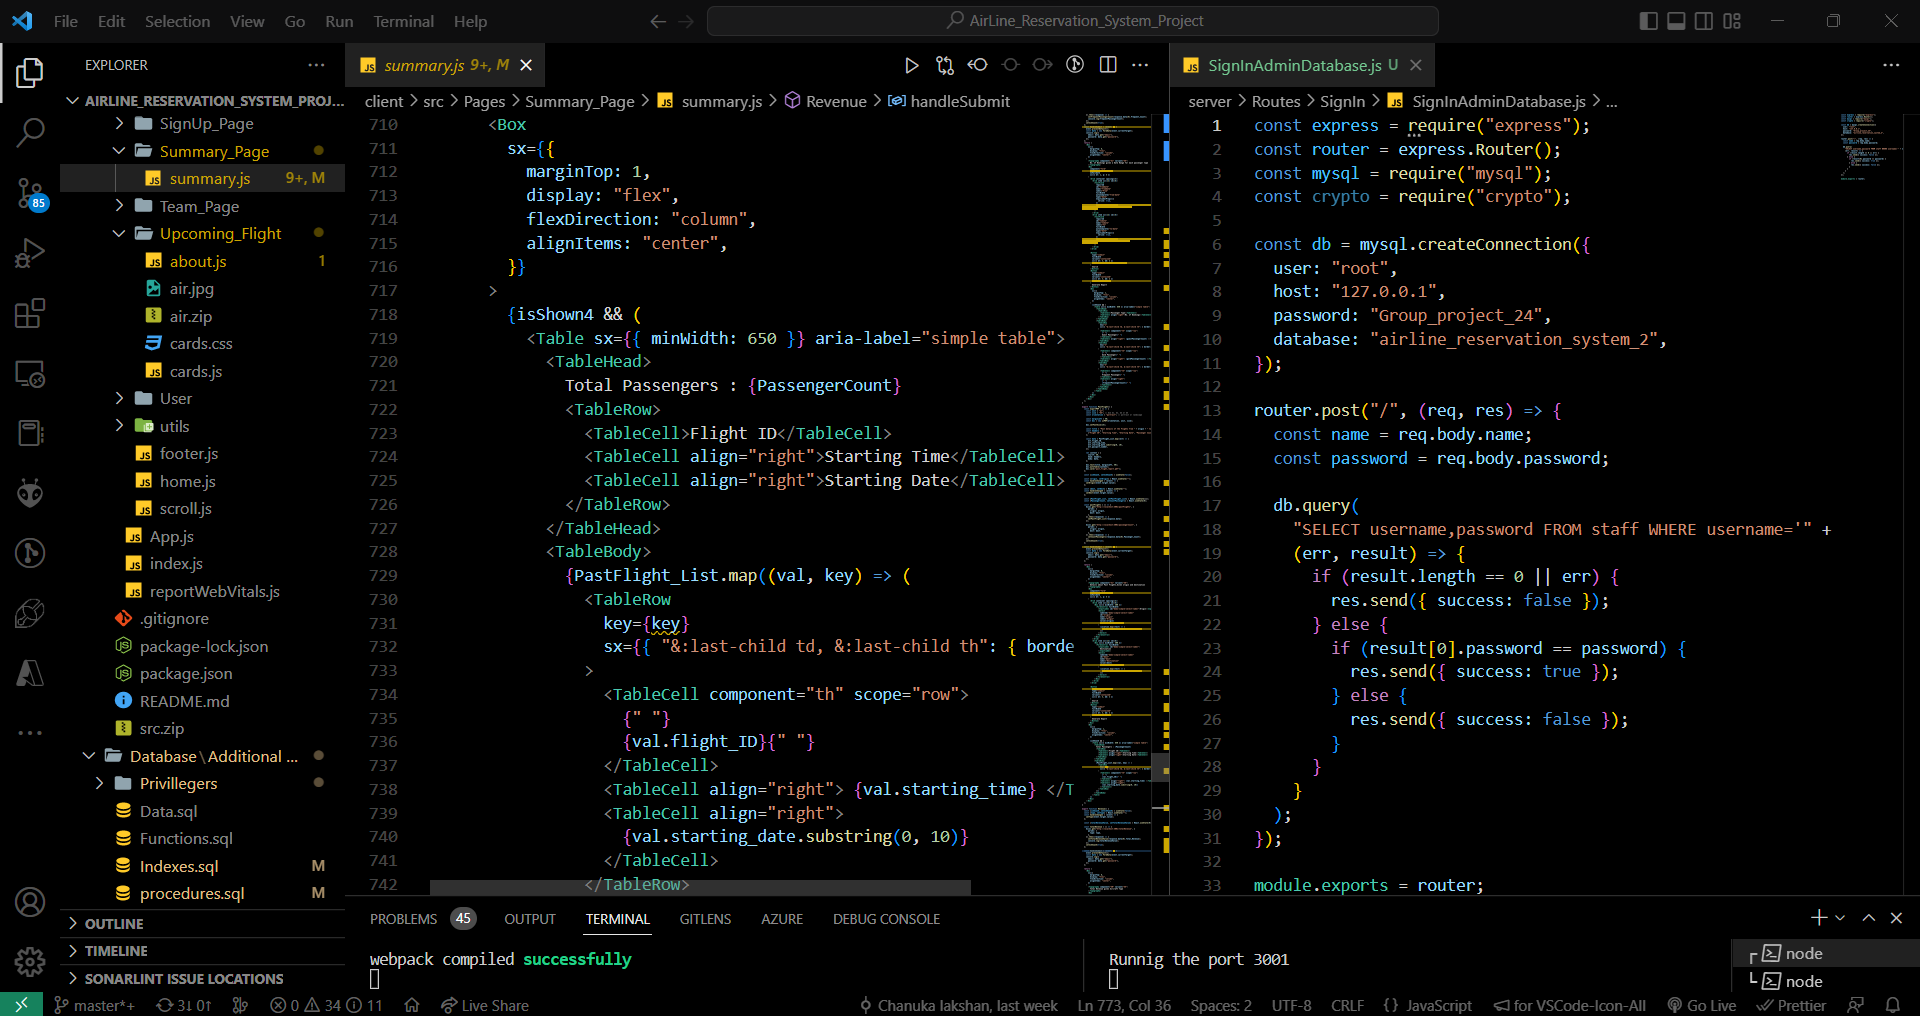 File Edit Selection View Go Run Terminal Help
AirLine_Reservation_System_Project
EXPLORER
AIRLINE_RESERVATION_SYSTEM_PROJ...
SignUp_Page
Summary_Page
summary.js 9+, M
Team_Page
Upcoming_Flight
about.js 1
air.jpg
air.zip
cards.css
cards.js
User
utils
footer.js
home.js
scroll.js
App.js
index.js
reportWebVitals.js
.gitignore
package-lock.json
package.json
README.md
src.zip
Database\Additional ...
Privillegers
Data.sql
Functions.sql
Indexes.sql M
procedures.sql M
OUTLINE
TIMELINE
SONARLINT ISSUE LOCATIONS
85
summary.js 9+, M
client > src > Pages > Summary_Page > summary.js > Revenue > handleSubmit
710 <Box
711 sx={{
712 marginTop: 1,
713 display: "flex",
714 flexDirection: "column",
715 alignItems: "center",
716 }}
717 >
718 {isShown4 && (
719 <Table sx={{ minWidth: 650 }} aria-label="simple table">
720 <TableHead>
721 Total Passengers : {PassengerCount}
722 <TableRow>
723 <TableCell>Flight ID</TableCell>
724 <TableCell align="right">Starting Time</TableCell>
725 <TableCell align="right">Starting Date</TableCell>
726 </TableRow>
727 </TableHead>
728 <TableBody>
729 {PastFlight_List.map((val, key) => (
730 <TableRow
731 key={key}
732 sx={{ "&:last-child td, &:last-child th": { borde
733 >
734 <TableCell component="th" scope="row">
735 {" "}
736 {val.flight_ID}{" "}
737 </TableCell>
738 <TableCell align="right"> {val.starting_time} </T
739 <TableCell align="right">
740 {val.starting_date.substring(0, 10)}
741 </TableCell>
742 </TableRow>
SignInAdminDatabase.js U
server > Routes > SignIn > SignInAdminDatabase.js > ...
1 const express = require("express");
2 const router = express.Router();
3 const mysql = require("mysql");
4 const crypto = require("crypto");
5
6 const db = mysql.createConnection({
7 user: "root",
8 host: "127.0.0.1",
9 password: "Group_project_24",
10 database: "airline_reservation_system_2",
11 });
12
13 router.post("/", (req, res) => {
14 const name = req.body.name;
15 const password = req.body.password;
16
17 db.query(
18 "SELECT username,password FROM staff WHERE username='" +
19 (err, result) => {
20 if (result.length == 0 || err) {
21 res.send({ success: false });
22 } else {
23 if (result[0].password == password) {
24 res.send({ success: true });
25 } else {
26 res.send({ success: false });
27 }
28 }
29 }
30 );
31 });
32
33 module.exports = router;
PROBLEMS 45 OUTPUT TERMINAL GITLENS AZURE DEBUG CONSOLE
webpack compiled successfully
Runnig the port 3001
node
node
master*+ 3↓ 0↑ 0 34 11 Live Share
Chanuka lakshan, last week Ln 773, Col 36 Spaces: 2 UTF-8 CRLF {} JavaScript for VSCode-Icon-All Go Live Prettier